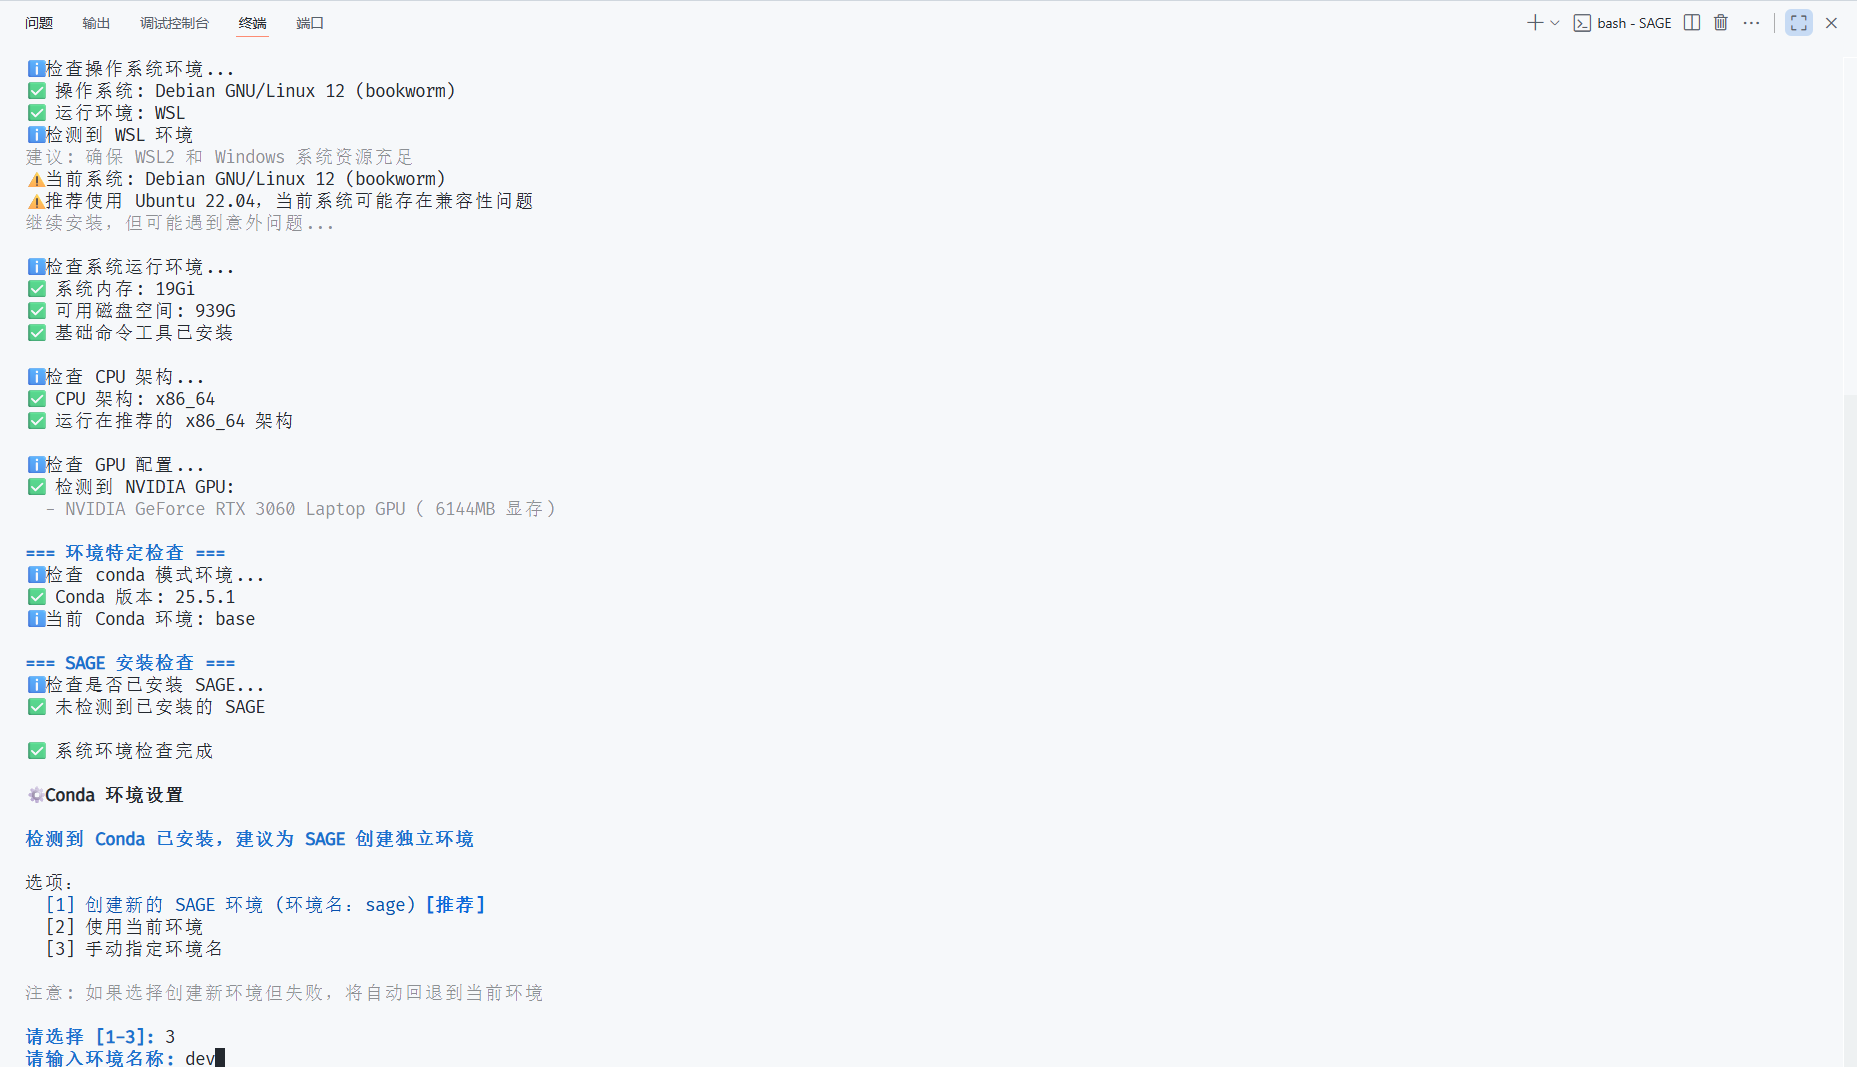 问题 输出 调试控制台 终端 端口 bash - SAGE
检查操作系统环境...
操作系统: Debian GNU/Linux 12 (bookworm)
运行环境: WSL
检测到 WSL 环境
建议: 确保 WSL2 和 Windows 系统资源充足
当前系统: Debian GNU/Linux 12 (bookworm)
推荐使用 Ubuntu 22.04，当前系统可能存在兼容性问题
继续安装，但可能遇到意外问题...
检查系统运行环境...
系统内存: 19Gi
可用磁盘空间: 939G
基础命令工具已安装
检查 CPU 架构...
CPU 架构: x86_64
运行在推荐的 x86_64 架构
检查 GPU 配置...
检测到 NVIDIA GPU:
- NVIDIA GeForce RTX 3060 Laptop GPU ( 6144MB 显存)
=== 环境特定检查 ===
检查 conda 模式环境...
Conda 版本: 25.5.1
当前 Conda 环境: base
=== SAGE 安装检查 ===
检查是否已安装 SAGE...
未检测到已安装的 SAGE
系统环境检查完成
Conda 环境设置
检测到 Conda 已安装，建议为 SAGE 创建独立环境
选项:
[1] 创建新的 SAGE 环境 (环境名: sage) [推荐]
[2] 使用当前环境
[3] 手动指定环境名
注意: 如果选择创建新环境但失败，将自动回退到当前环境
请选择 [1-3]: 3
请输入环境名称: dev